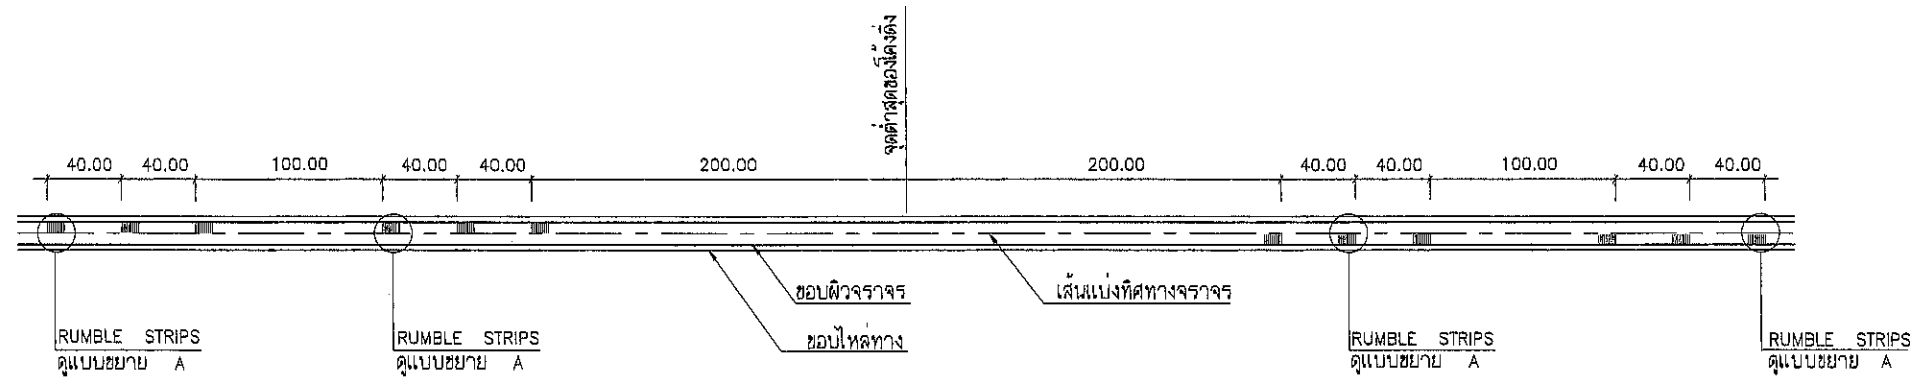 จุดต่ำสุดของโค้งดิ่ง
40.00 40.00 100.00 40.00 40.00 200.00 200.00 40.00 40.00 100.00 40.00 40.00
ขอบผิวจราจร
เส้นแบ่งทิศทางจราจร
ขอบไหล่ทาง
RUMBLE STRIPS
ดูแบบขยาย A
RUMBLE STRIPS
ดูแบบขยาย A
RUMBLE STRIPS
ดูแบบขยาย A
RUMBLE STRIPS
ดูแบบขยาย A